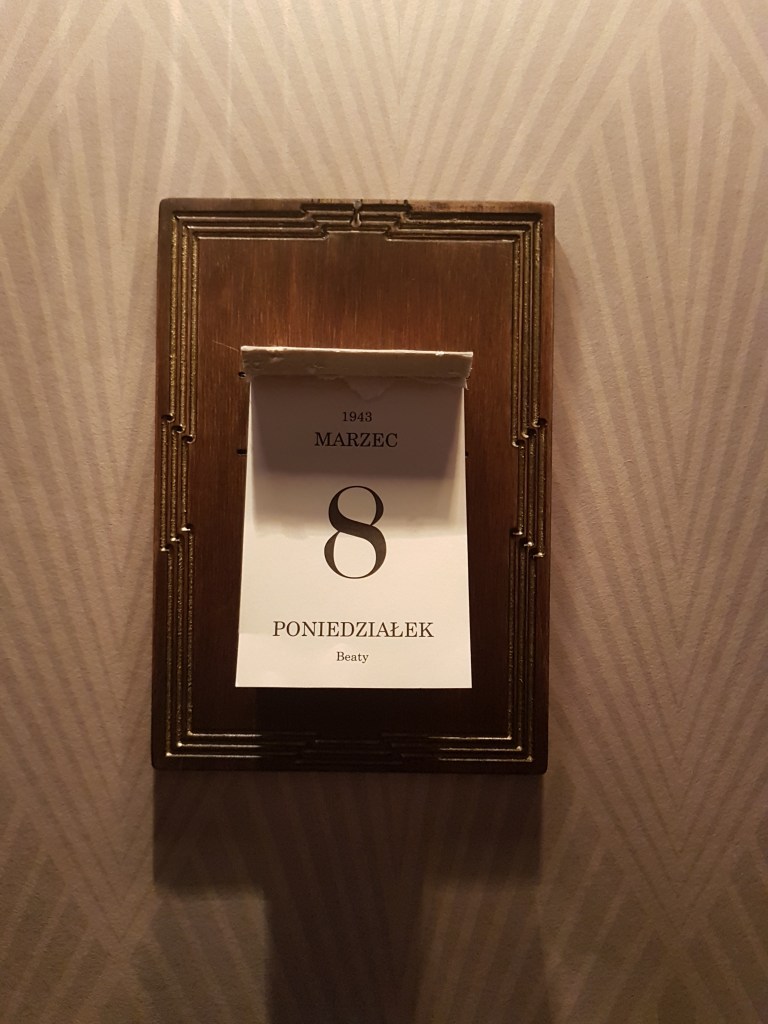 1943
MARZEC
8
PONIEDZIAŁEK
Beaty